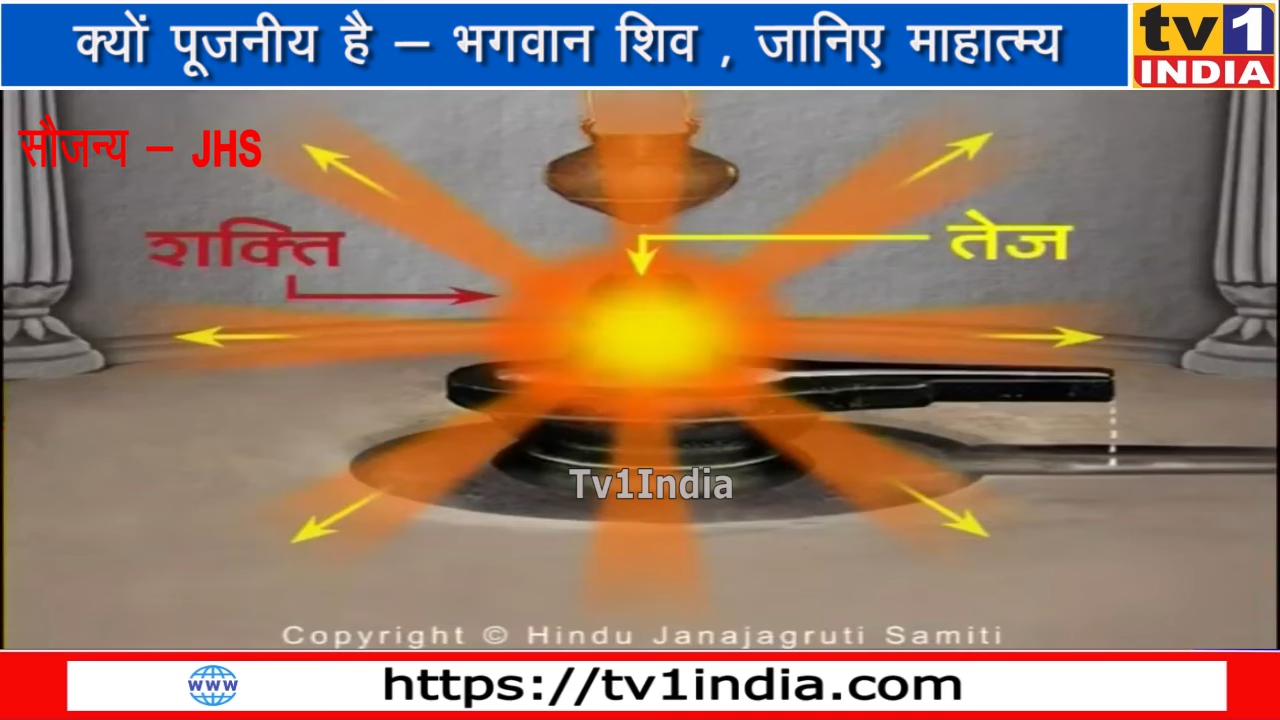 क्यों पूजनीय है – भगवान शिव , जानिए माहात्म्य
tv1
INDIA
सौजन्य – JHS
शक्ति
तेज
Tv1India
Copyright © Hindu Janajagruti Samiti
www
https://tv1india.com